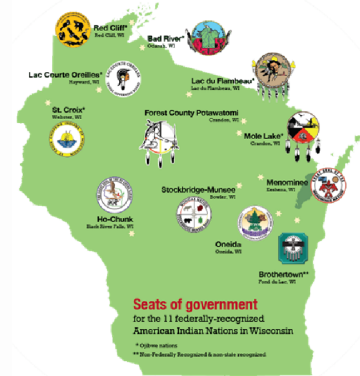 Red Cliff*
Red Cliff, WI
Bad River*
Odanah, WI
Lac Courte Oreilles*
Hayward, WI
Lac du Flambeau*
Lac du Flambeau, WI
St. Croix*
Webster, WI
Forest County Potawatomi
Crandon, WI
Mole Lake*
Crandon, WI
Menominee
Keshena, WI
Stockbridge-Munsee
Bowler, WI
Ho-Chunk
Black River Falls, WI
Oneida
Oneida, WI
Brothertown**
Fond du Lac, WI
Seats of government
for the 11 federally-recognized
American Indian Nations in Wisconsin
* Ojibwe nations
** Non-Federally Recognized & non-state recognized